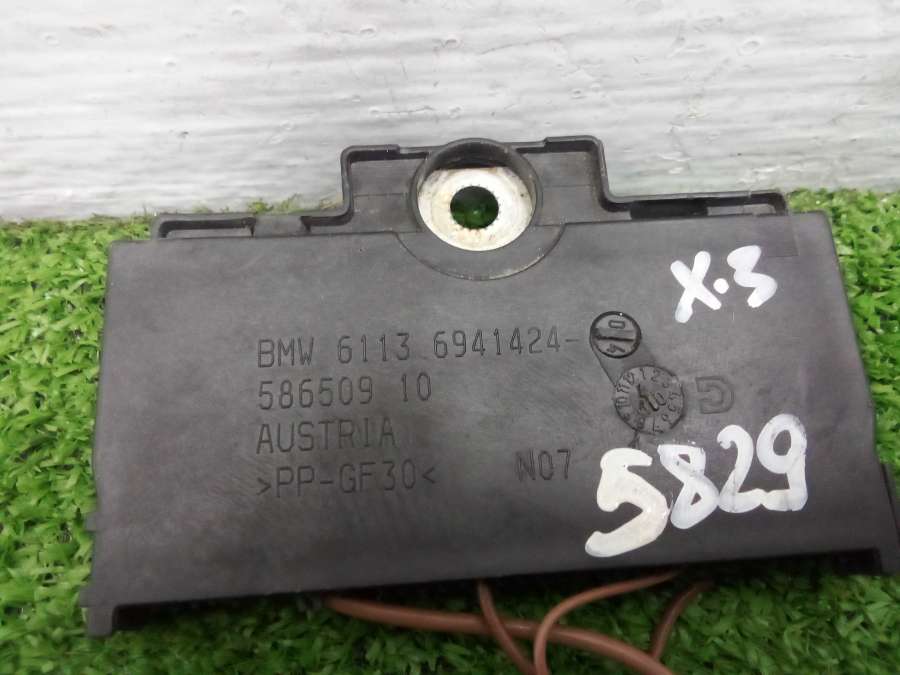 X.3
BMW 6113 6941424-
586509 10
AUSTRIA
>PP-GF30< N07
G
5829